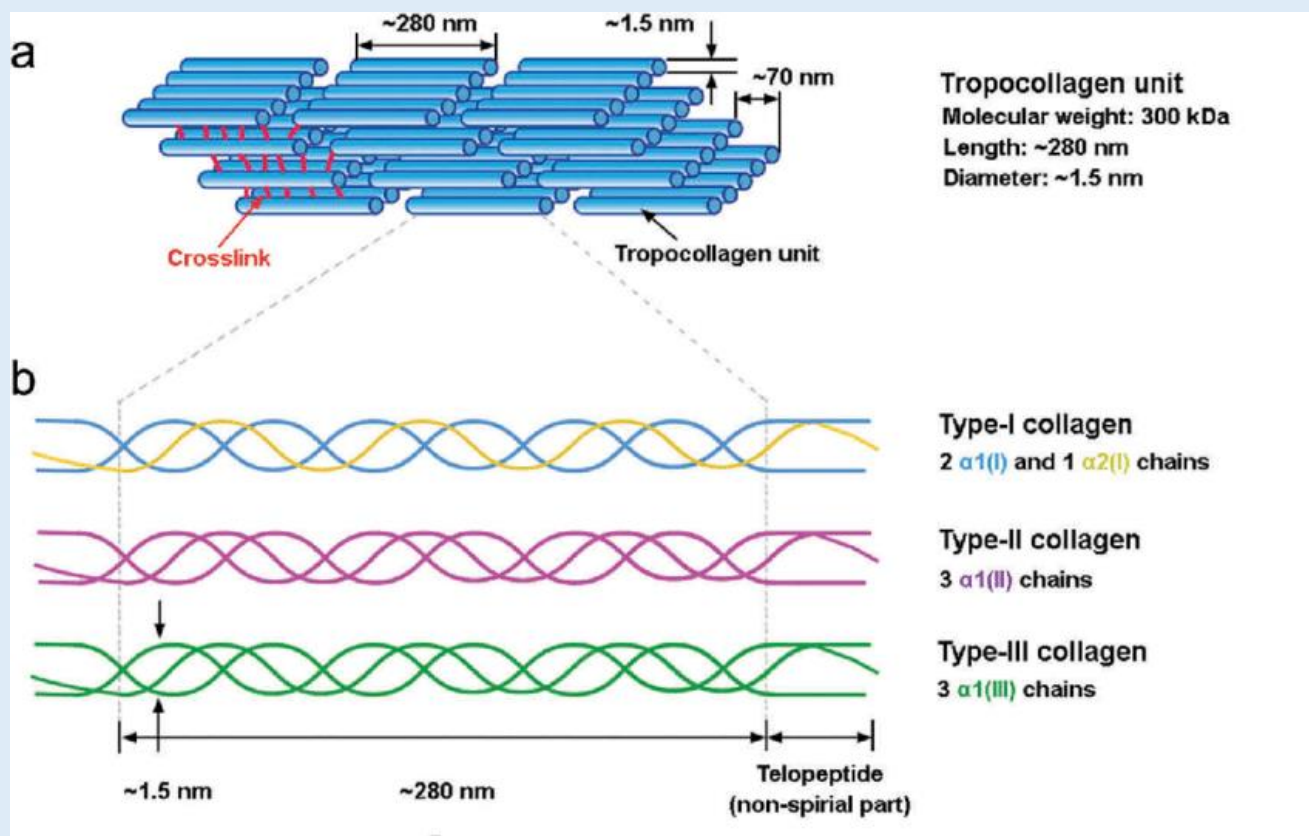 a
~280 nm
~1.5 nm
~70 nm
Tropocollagen unit
Molecular weight: 300 kDa
Length: ~280 nm
Diameter: ~1.5 nm
Crosslink
Tropocollagen unit
b
Type-I collagen
2 α1(I) and 1 α2(I) chains
Type-II collagen
3 α1(II) chains
Type-III collagen
3 α1(III) chains
~1.5 nm
~280 nm
Telopeptide
(non-spirial part)